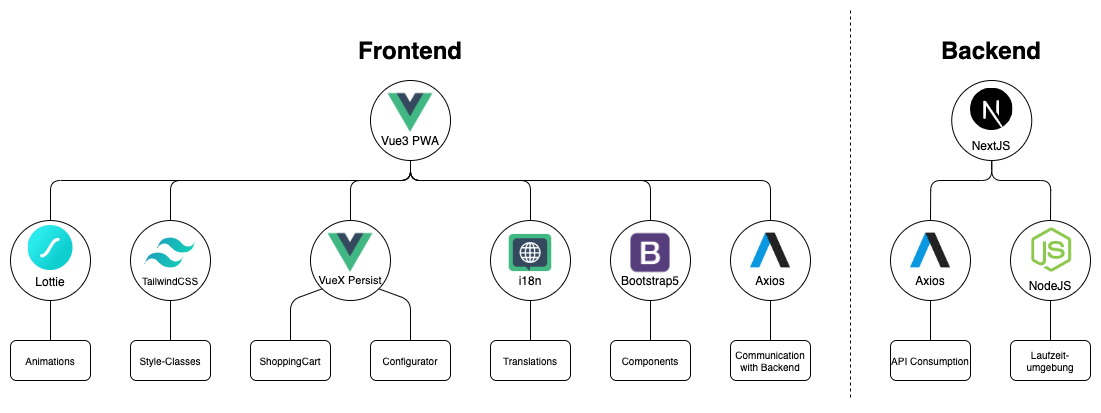 Frontend
Backend
Vue3 PWA
NextJS
Lottie
TailwindCSS
VueX Persist
i18n
B
Bootstrap5
Axios
Axios
JS
NodeJS
Animations
Style-Classes
ShoppingCart
Configurator
Translations
Components
Communication
with Backend
API Consumption
Laufzeit-
umgebung